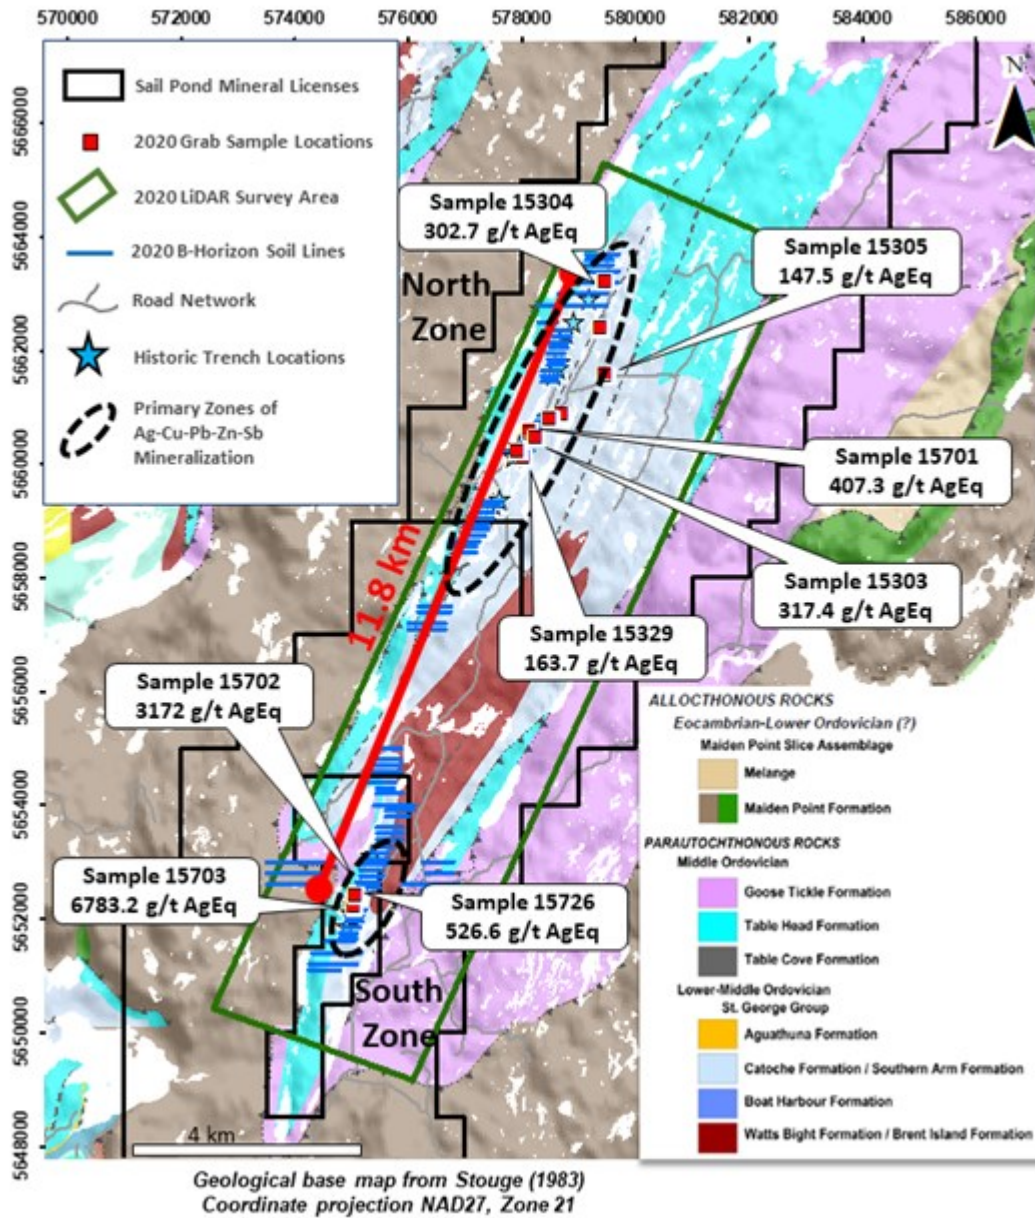 570000 572000 574000 576000 578000 580000 582000 584000 586000
5666000
5664000
5662000
5660000
5658000
5656000
5654000
5652000
5650000
5648000
Sail Pond Mineral Licenses
2020 Grab Sample Locations
2020 LiDAR Survey Area
2020 B-Horizon Soil Lines
Road Network
Historic Trench Locations
Primary Zones of
Ag-Cu-Pb-Zn-Sb
Mineralization
N
Sample 15304
302.7 g/t AgEq
Sample 15305
147.5 g/t AgEq
North
Zone
Sample 15701
407.3 g/t AgEq
Sample 15303
317.4 g/t AgEq
Sample 15329
163.7 g/t AgEq
11.8 km
Sample 15702
3172 g/t AgEq
Sample 15703
6783.2 g/t AgEq
Sample 15726
526.6 g/t AgEq
South
Zone
ALLOCTHONOUS ROCKS
Eocambrian-Lower Ordovician (?)
Maiden Point Slice Assemblage
Melange
Maiden Point Formation
PARAUTOCHTHONOUS ROCKS
Middle Ordovician
Goose Tickle Formation
Table Head Formation
Table Cove Formation
Lower-Middle Ordovician
St. George Group
Aguathuna Formation
Catoche Formation / Southern Arm Formation
Boat Harbour Formation
Watts Bight Formation / Brent Island Formation
4 km
Geological base map from Stouge (1983)
Coordinate projection NAD27, Zone 21